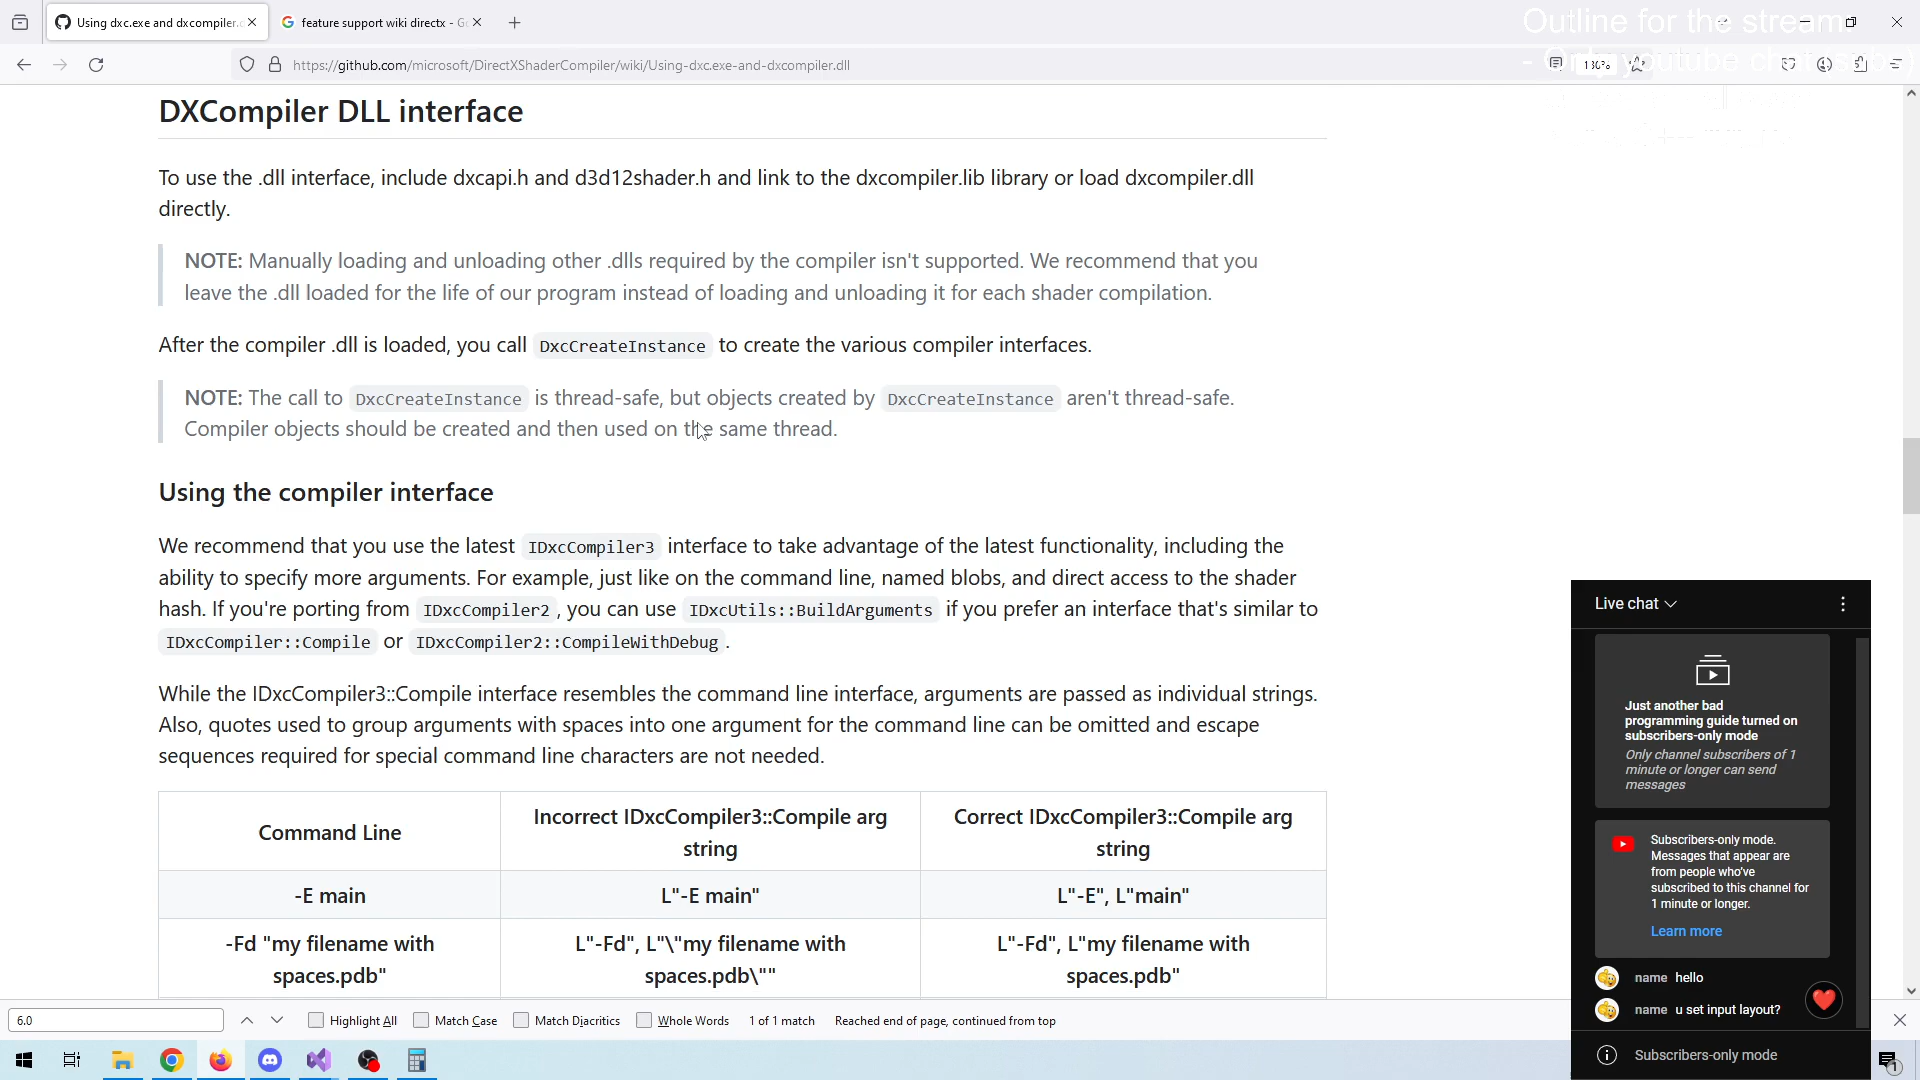 Using dxc.exe and dxcompiler.
feature support wiki directx - G
Outline for the stream
https://github.com/microsoft/DirectXShaderCompiler/wiki/Using-dxc.exe-and-dxcompiler.dll
130%
DXCompiler DLL interface
To use the .dll interface, include dxcapi.h and d3d12shader.h and link to the dxcompiler.lib library or load dxcompiler.dll
directly.
NOTE: Manually loading and unloading other .dlls required by the compiler isn't supported. We recommend that you
leave the .dll loaded for the life of our program instead of loading and unloading it for each shader compilation.
After the compiler .dll is loaded, you call DxcCreateInstance to create the various compiler interfaces.
NOTE: The call to DxcCreateInstance is thread-safe, but objects created by DxcCreateInstance aren't thread-safe.
Compiler objects should be created and then used on the same thread.
Using the compiler interface
We recommend that you use the latest IDxcCompiler3 interface to take advantage of the latest functionality, including the
ability to specify more arguments. For example, just like on the command line, named blobs, and direct access to the shader
hash. If you're porting from IDxcCompiler2 , you can use IDxcUtils::BuildArguments if you prefer an interface that's similar to
IDxcCompiler::Compile or IDxcCompiler2::CompileWithDebug .
While the IDxcCompiler3::Compile interface resembles the command line interface, arguments are passed as individual strings.
Also, quotes used to group arguments with spaces into one argument for the command line can be omitted and escape
sequences required for special command line characters are not needed.
Command Line
Incorrect IDxcCompiler3::Compile arg
string
Correct IDxcCompiler3::Compile arg
string
-E main
L"-E main"
L"-E", L"main"
-Fd "my filename with
spaces.pdb"
L"-Fd", L"\"my filename with
spaces.pdb\""
L"-Fd", L"my filename with
spaces.pdb"
Live chat
Just another bad
programming guide turned on
subscribers-only mode
Only channel subscribers of 1
minute or longer can send
messages
Subscribers-only mode.
Messages that appear are
from people who've
subscribed to this channel for
1 minute or longer.
Learn more
name hello
name u set input layout?
Subscribers-only mode
6.0
Highlight All
Match Case
Match Diacritics
Whole Words
1 of 1 match
Reached end of page, continued from top
1